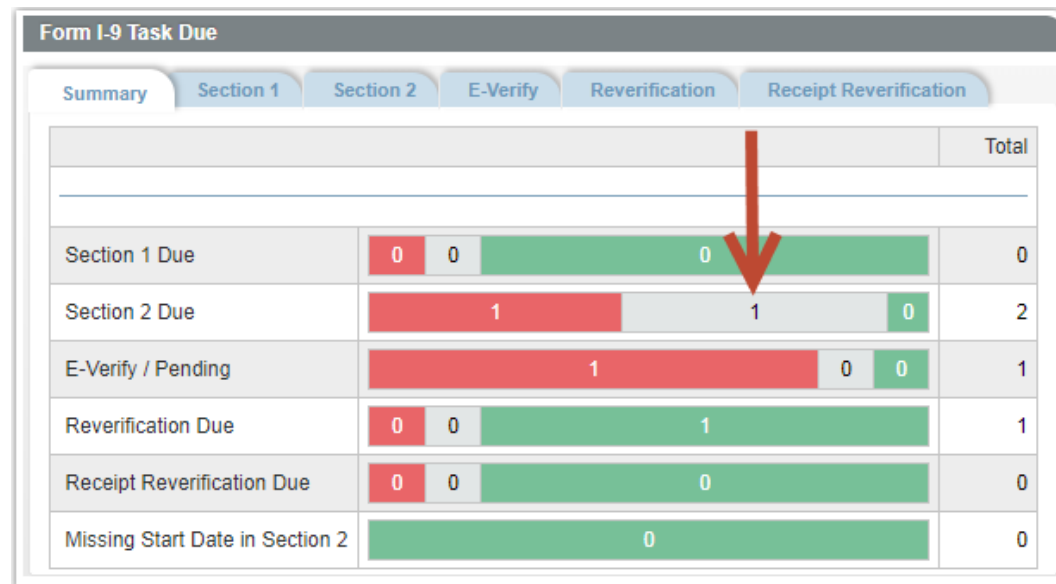 Form I-9 Task Due
Summary Section 1 Section 2 E-Verify Reverification Receipt Reverification
Total
Section 1 Due 0 0 0 0
Section 2 Due 1 1 0 2
E-Verify / Pending 1 0 0 1
Reverification Due 0 0 1 1
Receipt Reverification Due 0 0 0 0
Missing Start Date in Section 2 0 0